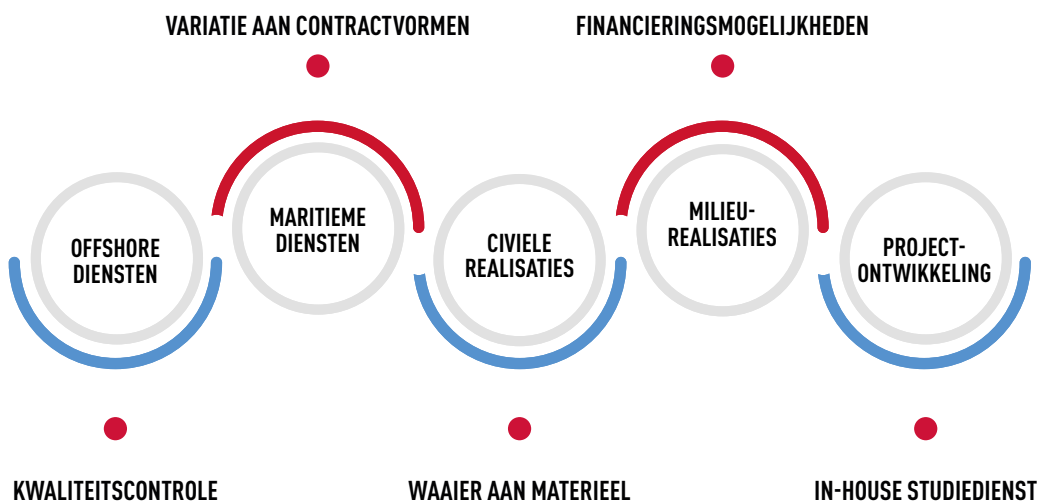 VARIATIE AAN CONTRACTVORMEN
FINANCIERINGSMOGELIJKHEDEN
OFFSHORE
DIENSTEN
MARITIEME
DIENSTEN
CIVIELE
REALISATIES
MILIEU-
REALISATIES
PROJECT-
ONTWIKKELING
KWALITEITSCONTROLE
WAAIER AAN MATERIEEL
IN-HOUSE STUDIEDIENST